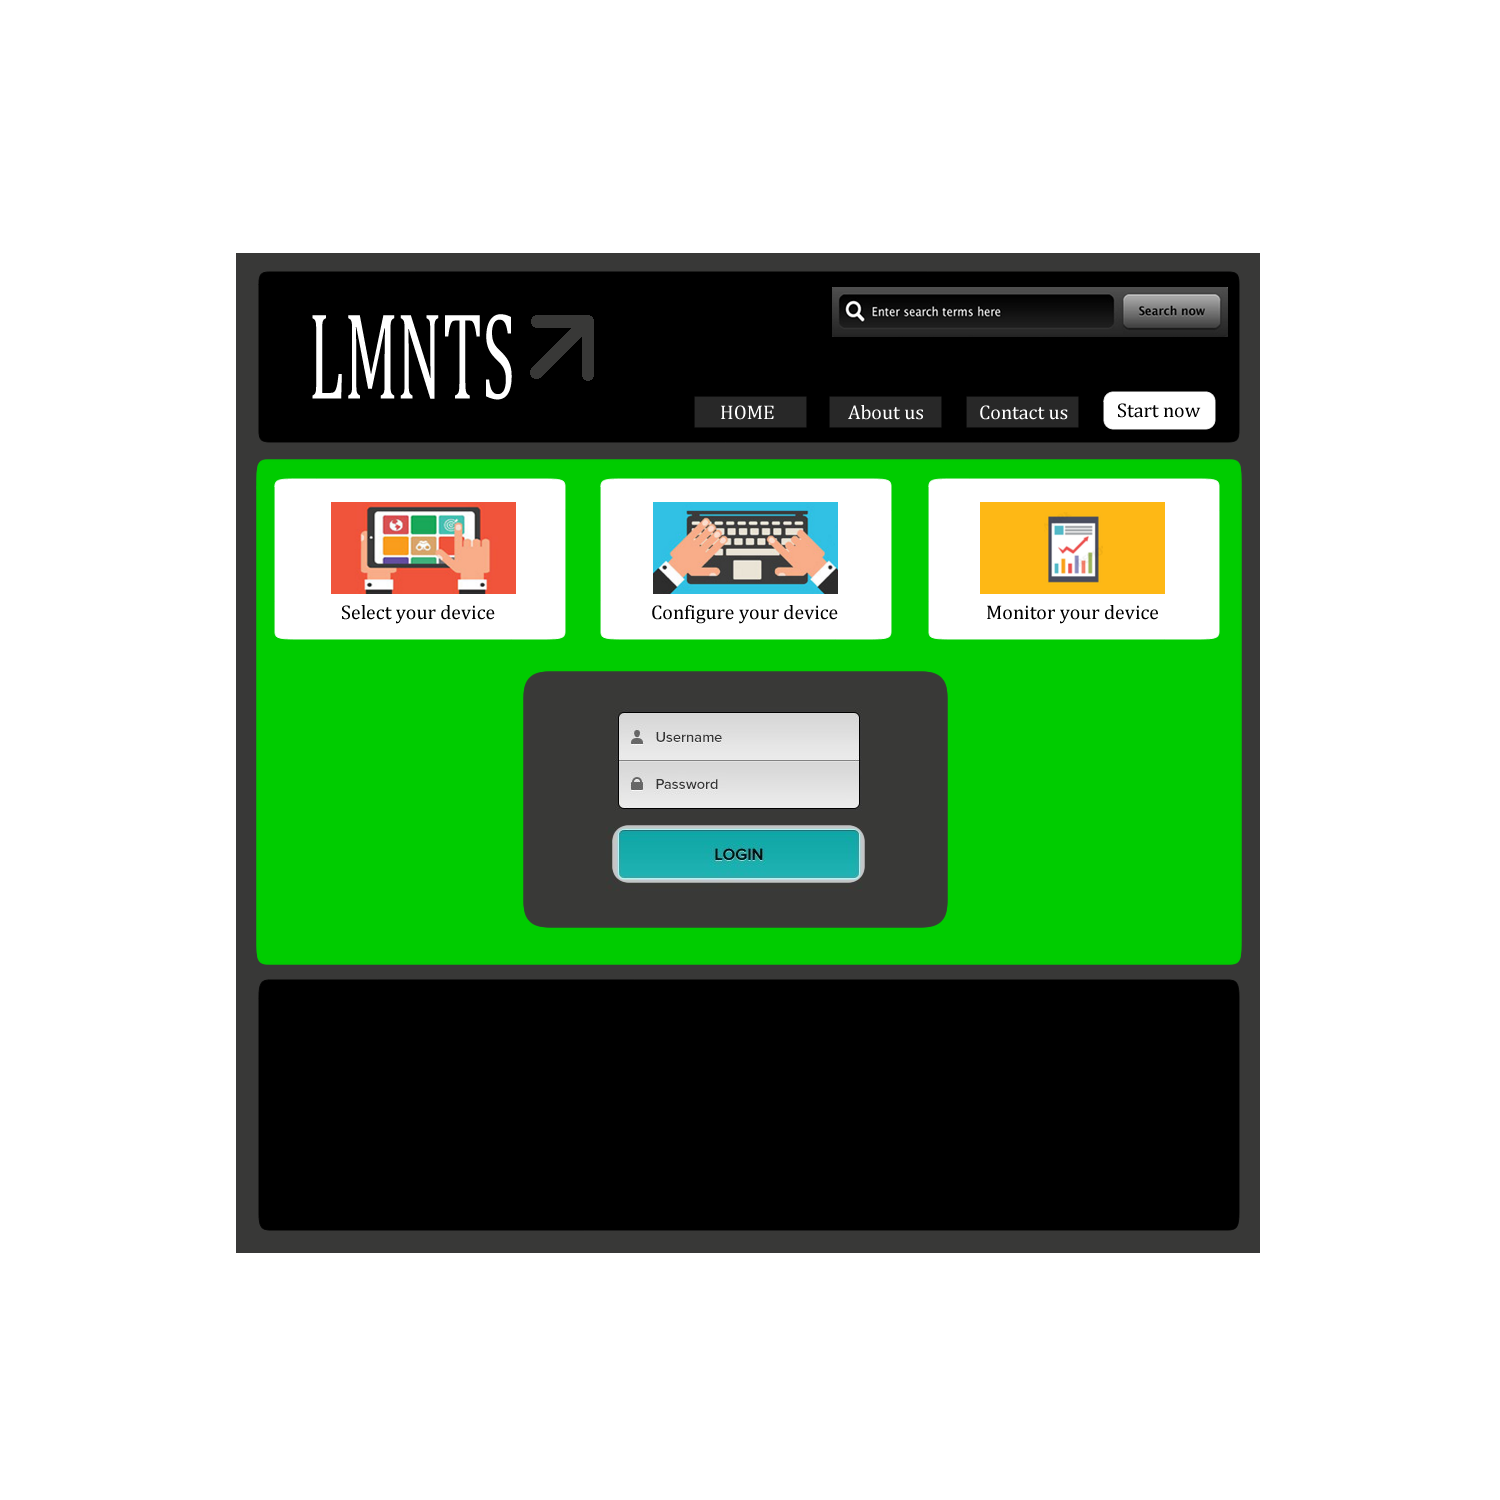 LMNTS
Enter search terms here
Search now
HOME
About us
Contact us
Start now
Select your device
Configure your device
Monitor your device
Username
Password
LOGIN